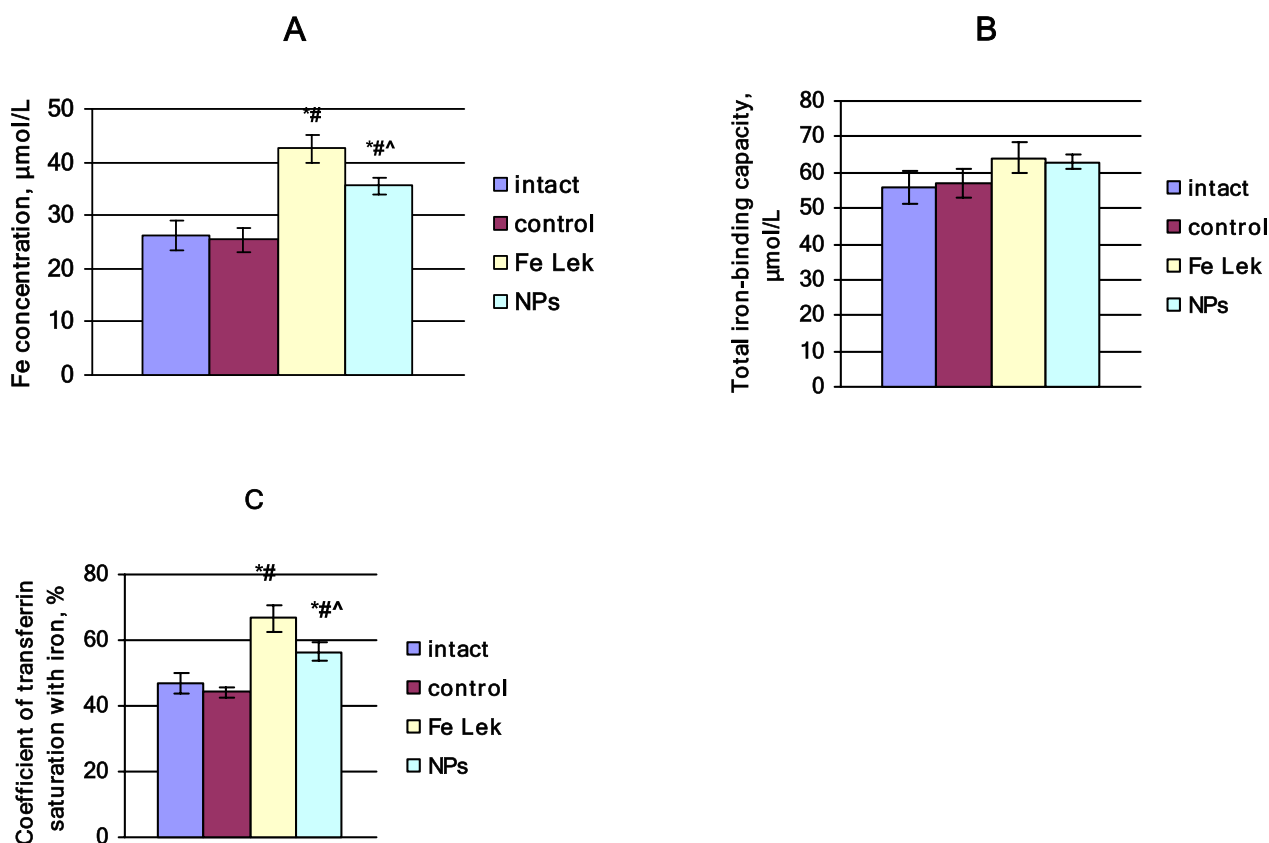 A
Fe concentration, µmol/L
50
40
30
20
10
0
*#
*#^
intact
control
Fe Lek
NPs
B
Total iron-binding capacity,
µmol/L
80
70
60
50
40
30
20
10
0
intact
control
Fe Lek
NPs
C
Coefficient of transferrin
saturation with iron, %
80
60
40
20
0
*#
*#^
intact
control
Fe Lek
NPs